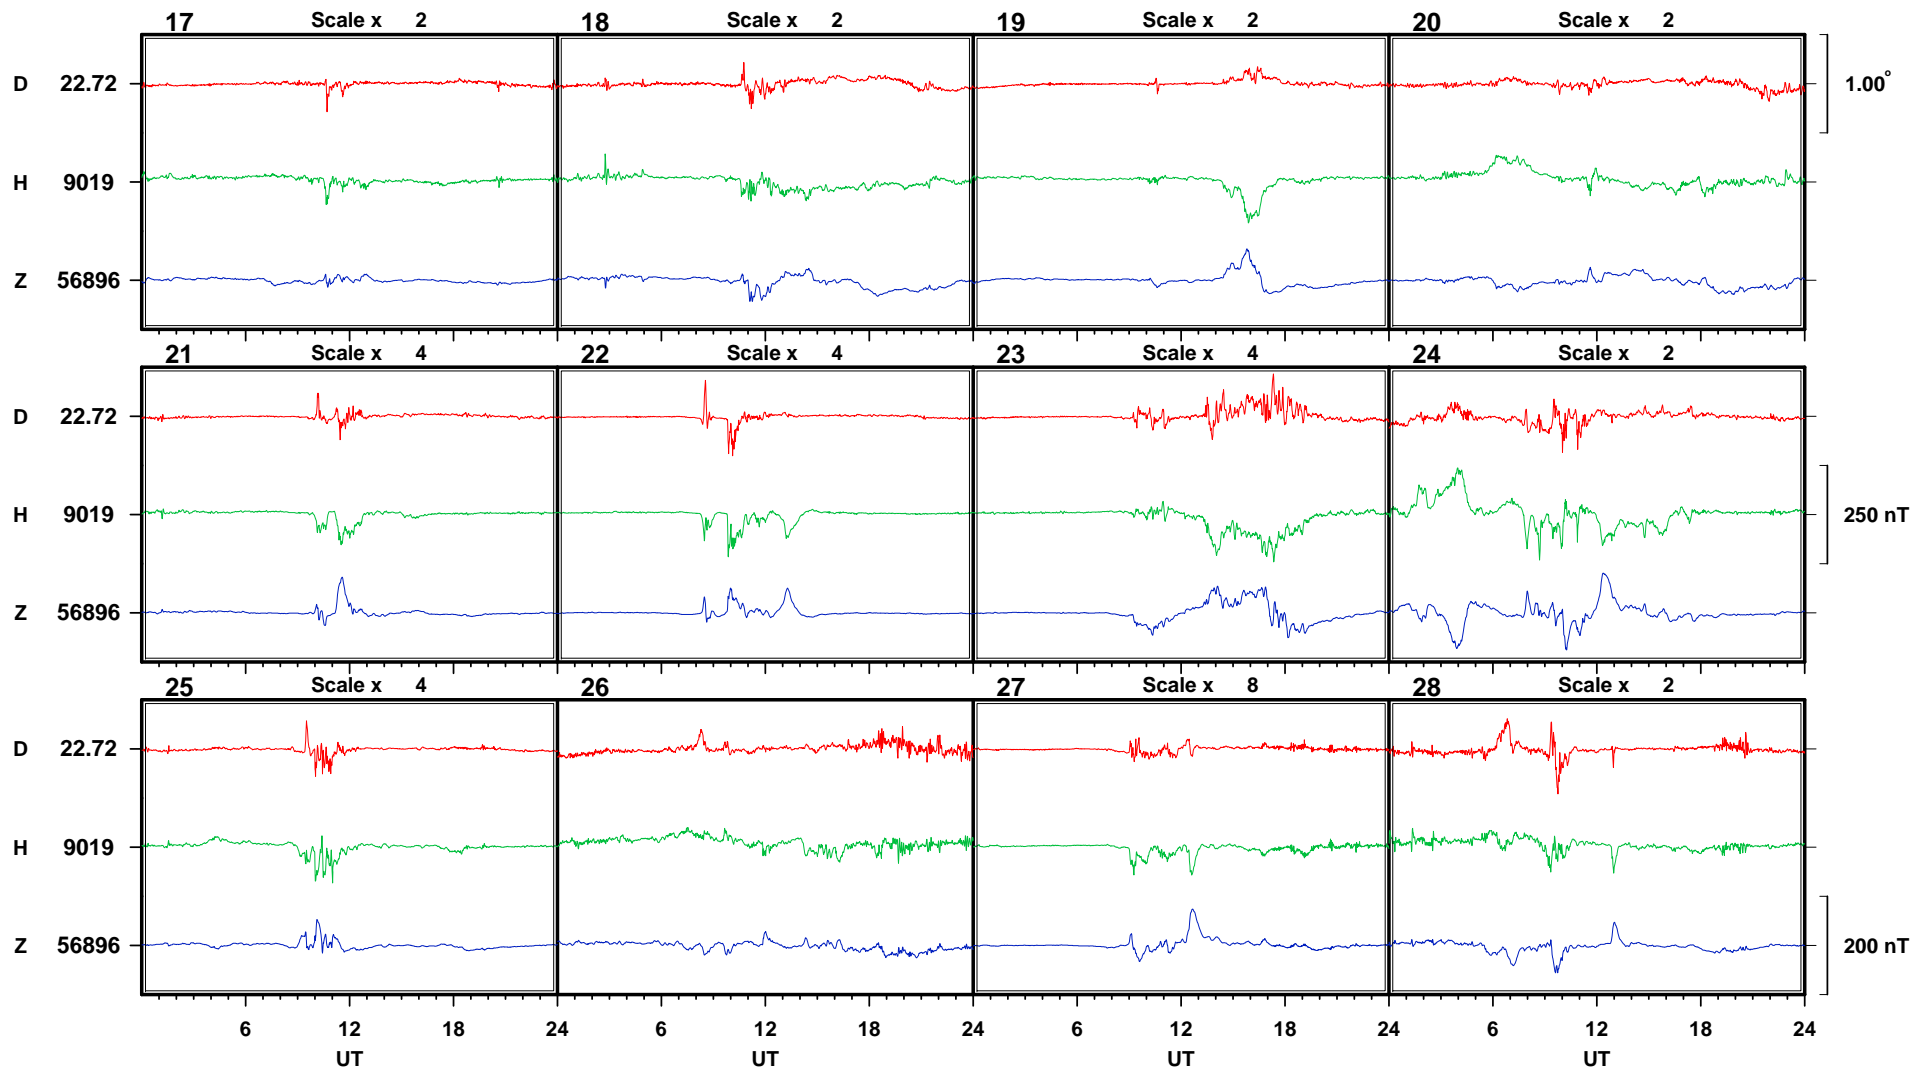 17 Scale x 2 18 Scale x 2 19 Scale x 2 20 Scale x 2
D 22.72 1.00°
H 9019
Z 56896
21 Scale x 4 22 Scale x 4 23 Scale x 4 24 Scale x 2
D 22.72
H 9019 250 nT
Z 56896
25 Scale x 4 26 27 Scale x 8 28 Scale x 2
D 22.72
H 9019
Z 56896 200 nT
6 12 18 24 6 12 18 24 6 12 18 24 6 12 18 24
UT UT UT UT